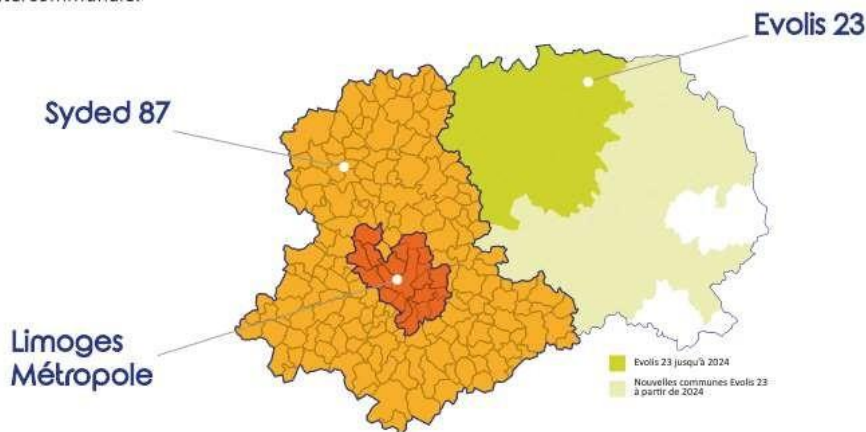 Evolis 23
Syded 87
Limoges
Métropole
Evolis 23 jusqu'à 2024
Nouvelles communes Evolis 23
à partir de 2024